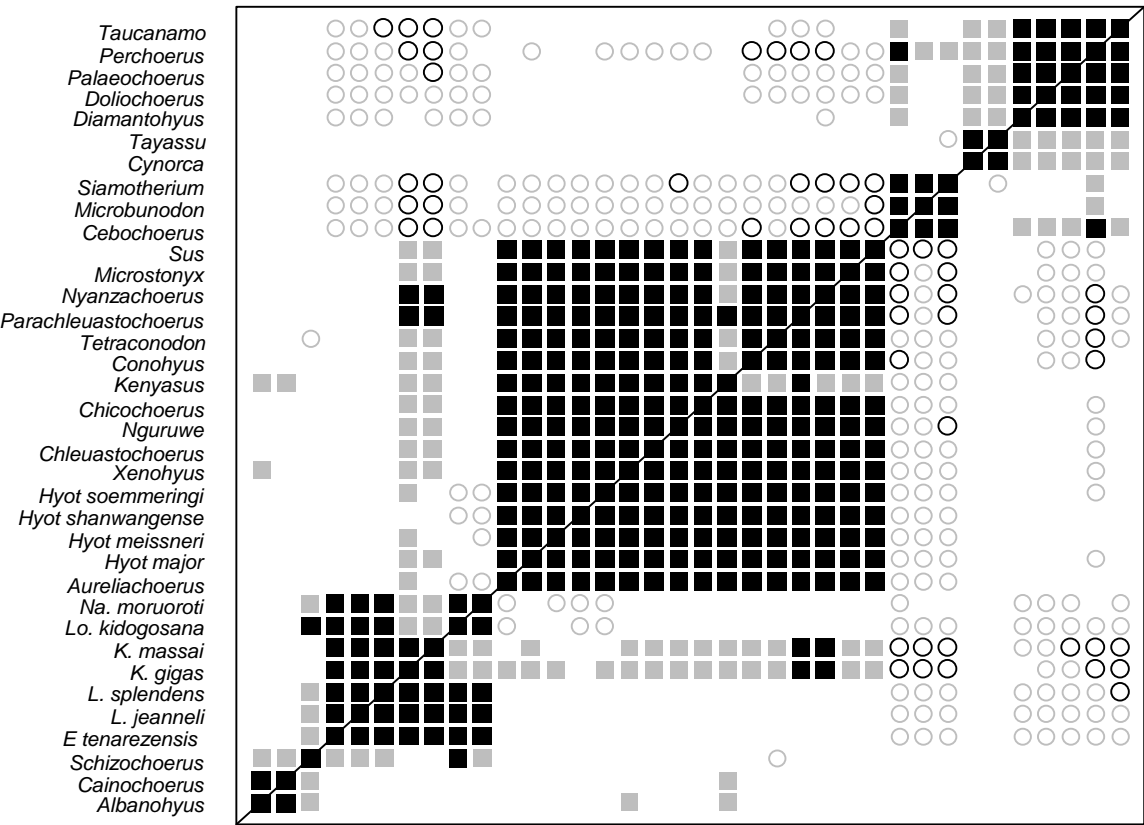 Taucanamo
Perchoerus
Palaeochoerus
Doliochoerus
Diamantohyus
Tayassu
Cynorca
Siamotherium
Microbunodon
Cebochoerus
Sus
Microstonyx
Nyanzachoerus
Parachleuastochoerus
Tetraconodon
Conohyus
Kenyasus
Chicochoerus
Nguruwe
Chleuastochoerus
Xenohyus
Hyot soemmeringi
Hyot shanwangense
Hyot meissneri
Hyot major
Aureliachoerus
Na. moruoroti
Lo. kidogosana
K. massai
K. gigas
L. splendens
L. jeanneli
E tenarezensis
Schizochoerus
Cainochoerus
Albanohyus